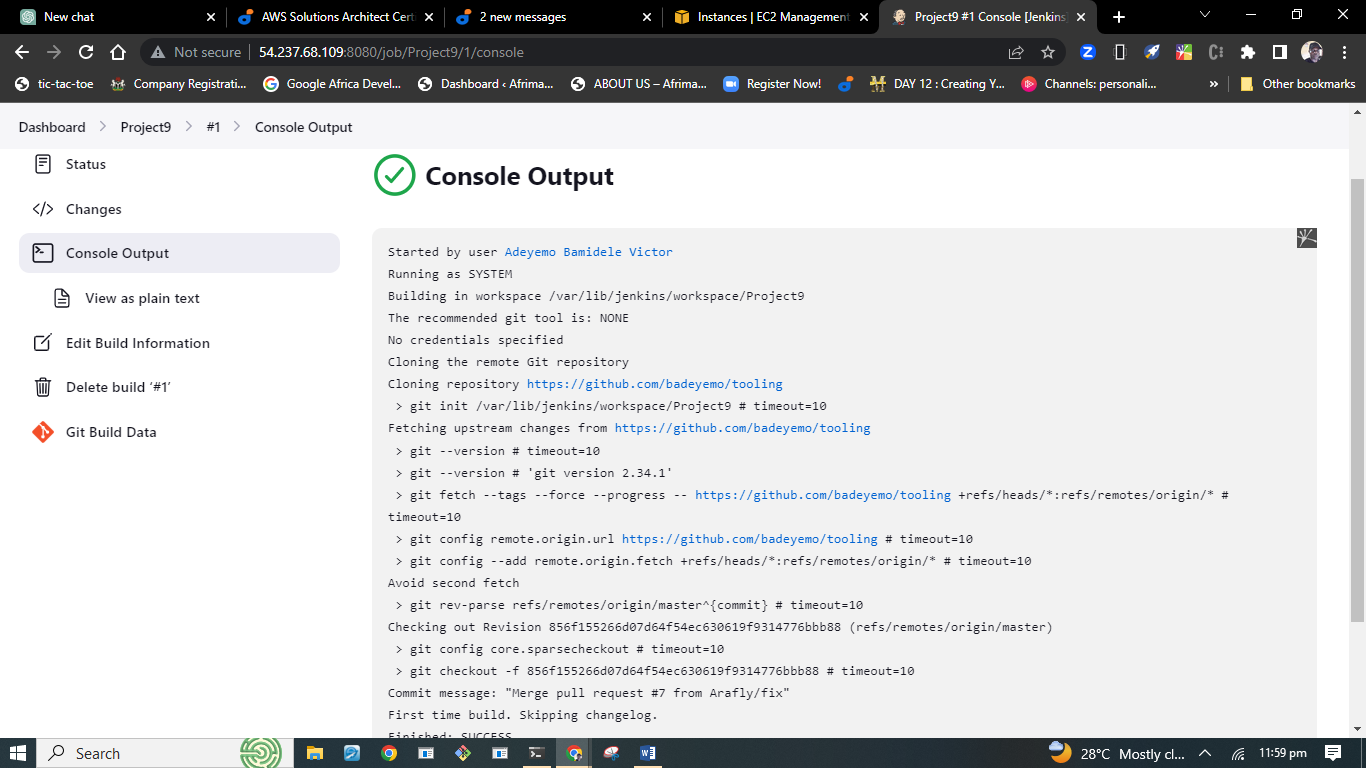 New chat
AWS Solutions Architect Cert
2 new messages
Instances | EC2 Management
Project9 #1 Console [Jenkins
Not secure | 54.237.68.109:8080/job/Project9/1/console
tic-tac-toe
Company Registrati...
Google Africa Devel...
Dashboard ‹ Afrima...
ABOUT US – Afrima...
Register Now!
DAY 12 : Creating Y...
Channels: personali...
»
Other bookmarks
Dashboard > Project9 > #1 > Console Output
Status
Changes
Console Output
View as plain text
Edit Build Information
Delete build ‘#1’
Git Build Data
Console Output
Started by user Adeyemo Bamidele Victor
Running as SYSTEM
Building in workspace /var/lib/jenkins/workspace/Project9
The recommended git tool is: NONE
No credentials specified
Cloning the remote Git repository
Cloning repository https://github.com/badeyemo/tooling
> git init /var/lib/jenkins/workspace/Project9 # timeout=10
Fetching upstream changes from https://github.com/badeyemo/tooling
> git --version # timeout=10
> git --version # 'git version 2.34.1'
> git fetch --tags --force --progress -- https://github.com/badeyemo/tooling +refs/heads/*:refs/remotes/origin/* #
timeout=10
> git config remote.origin.url https://github.com/badeyemo/tooling # timeout=10
> git config --add remote.origin.fetch +refs/heads/*:refs/remotes/origin/* # timeout=10
Avoid second fetch
> git rev-parse refs/remotes/origin/master^{commit} # timeout=10
Checking out Revision 856f155266d07d64f54ec630619f9314776bbb88 (refs/remotes/origin/master)
> git config core.sparsecheckout # timeout=10
> git checkout -f 856f155266d07d64f54ec630619f9314776bbb88 # timeout=10
Commit message: "Merge pull request #7 from Arafly/fix"
First time build. Skipping changelog.
Finished: SUCCESS
Search
28°C Mostly cl...
11:59 pm